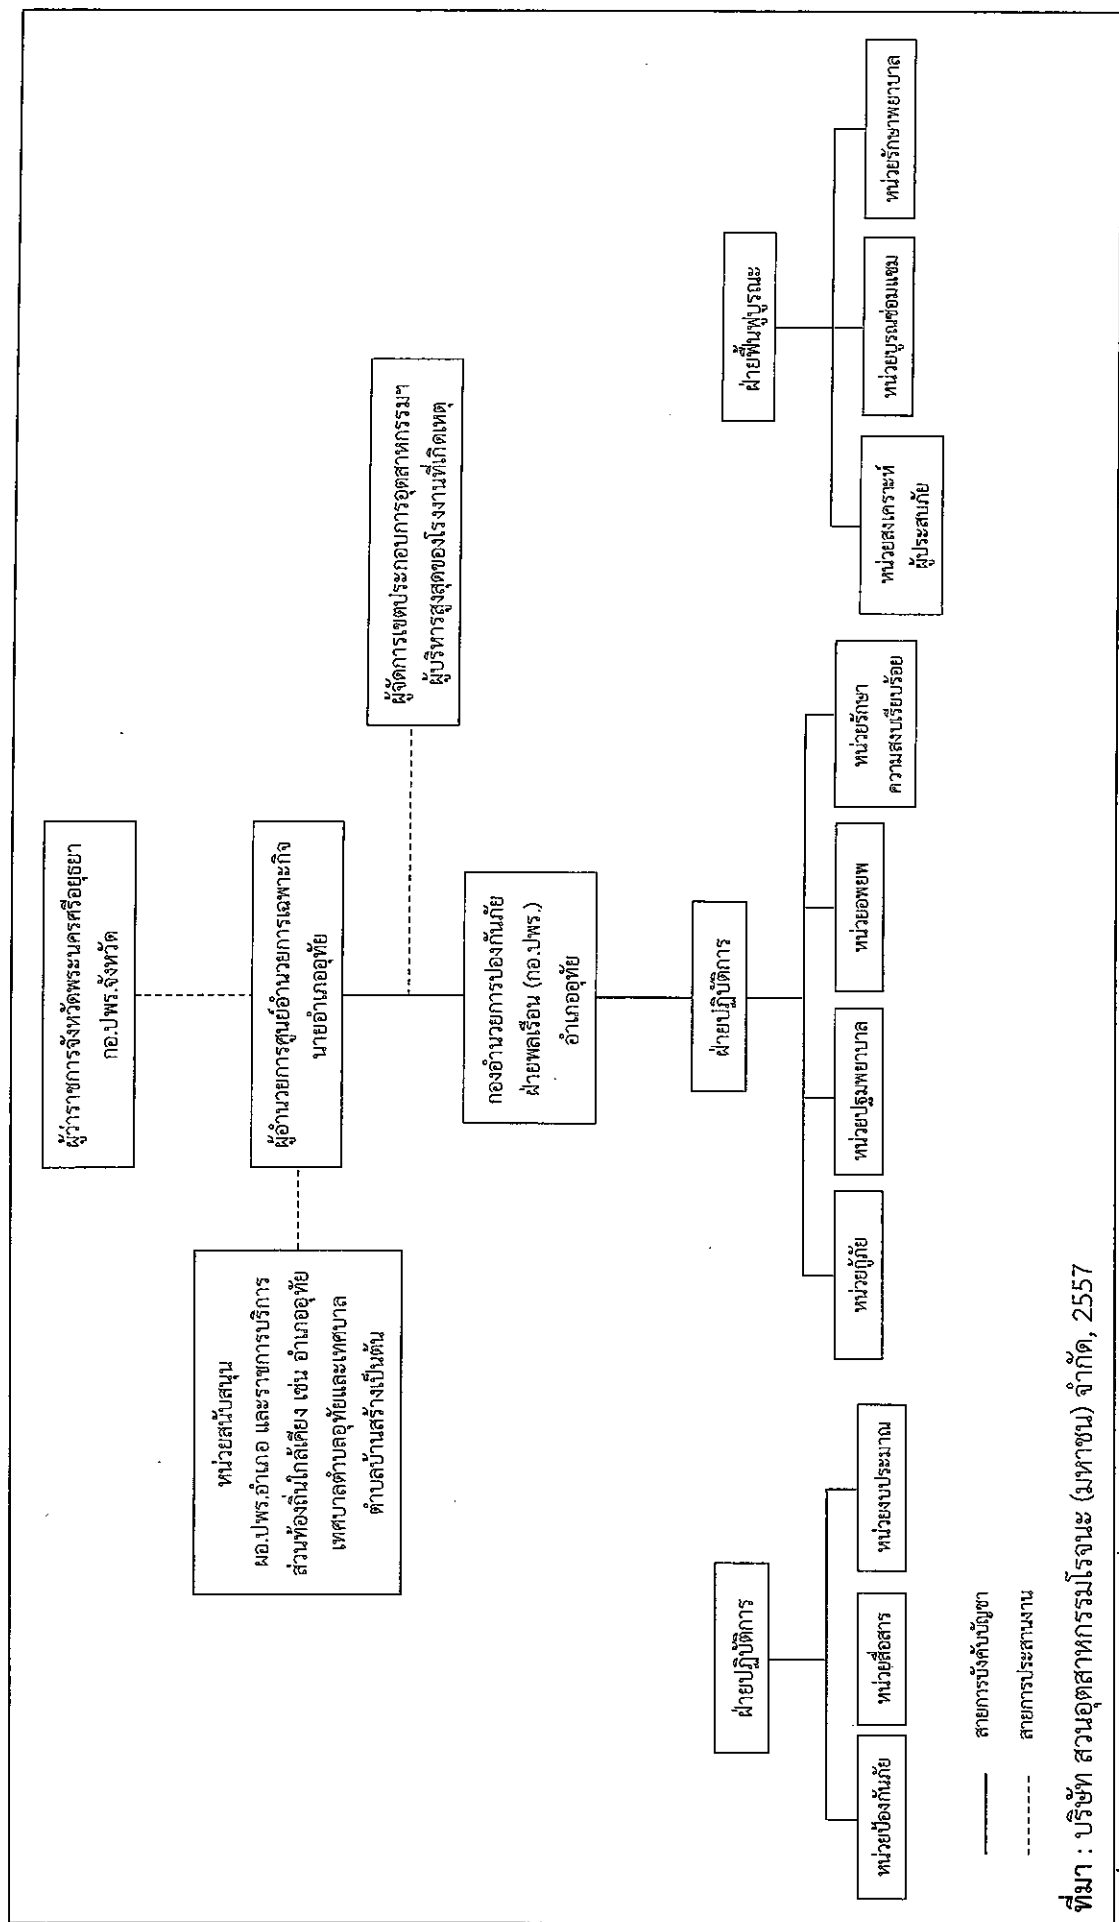 ผู้ว่าราชการจังหวัดพระนครศรีอยุธยา
กอ.ปพร.จังหวัด
หน่วยสนับสนุน
ผอ.ปพร.อำเภอ และราชการบริการ
ส่วนท้องถิ่นใกล้เคียง เช่น อำเภออุทัย
เทศบาลตำบลอุทัยและเทศบาล
ตำบลบ้านสร้างเป็นต้น
ผู้อำนวยการศูนย์อำนวยการเฉพาะกิจ
นายอำเภออุทัย
ผู้จัดการเขตประกอบการอุตสาหกรรมฯ
ผู้บริหารสูงสุดของโรงงานที่เกิดเหตุ
กองอำนวยการป้องกันภัย
ฝ่ายพลเรือน (กอ.ปพร.)
อำเภออุทัย
ฝ่ายปฏิบัติการ
หน่วยป้องกันภัย
หน่วยสื่อสาร
หน่วยงบประมาณ
ฝ่ายปฏิบัติการ
หน่วยกู้ภัย
หน่วยปฐมพยาบาล
หน่วยอพยพ
หน่วยรักษา
ความสงบเรียบร้อย
ฝ่ายฟื้นฟูบูรณะ
หน่วยสงเคราะห์
ผู้ประสบภัย
หน่วยบูรณซ่อมแซม
หน่วยรักษาพยาบาล
สายการบังคับบัญชา
สายการประสานงาน
ที่มา : บริษัท สวนอุตสาหกรรมโรจนะ (มหาชน) จำกัด, 2557